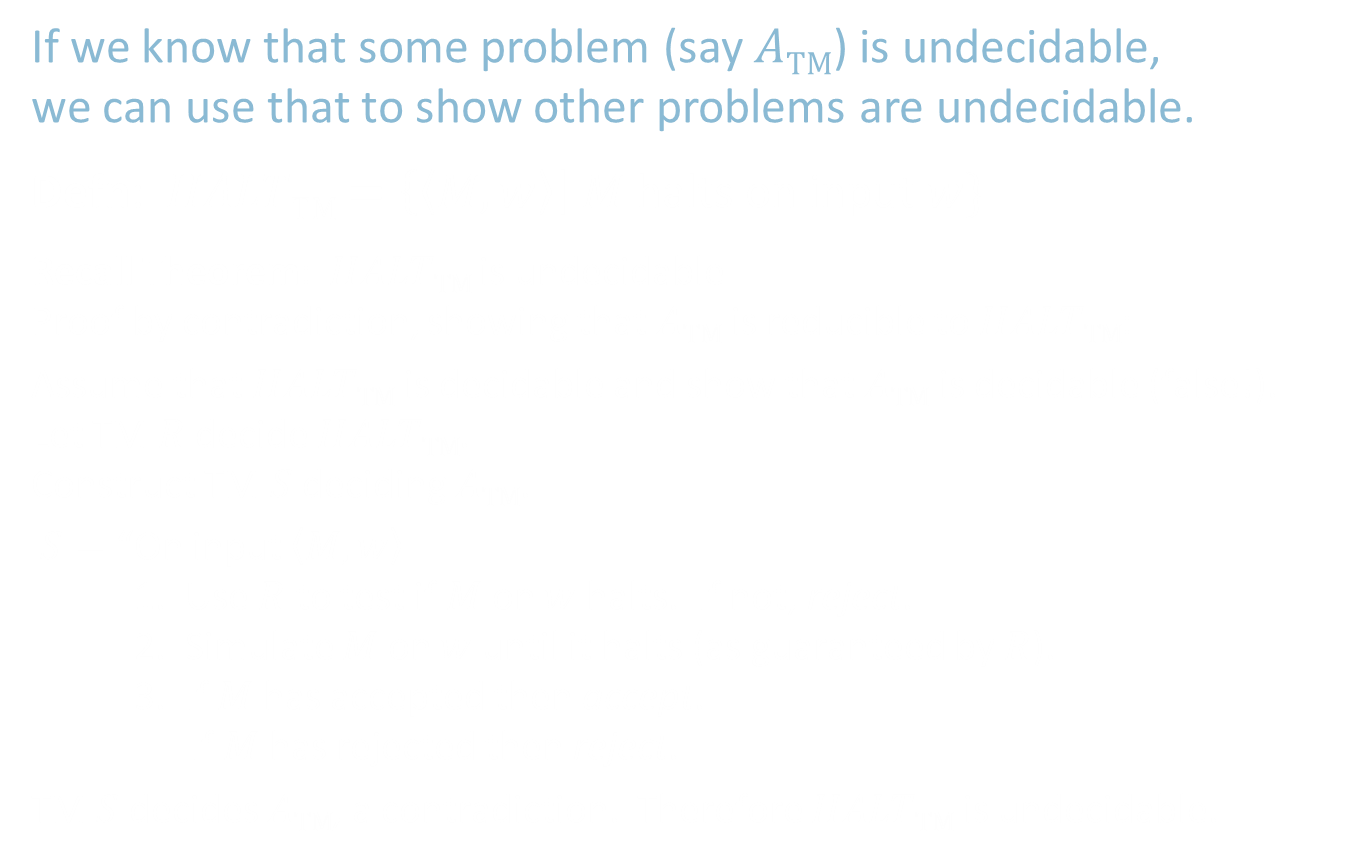 If we know that some problem (say A_TM) is undecidable,
we can use that to show other problems are undecidable.